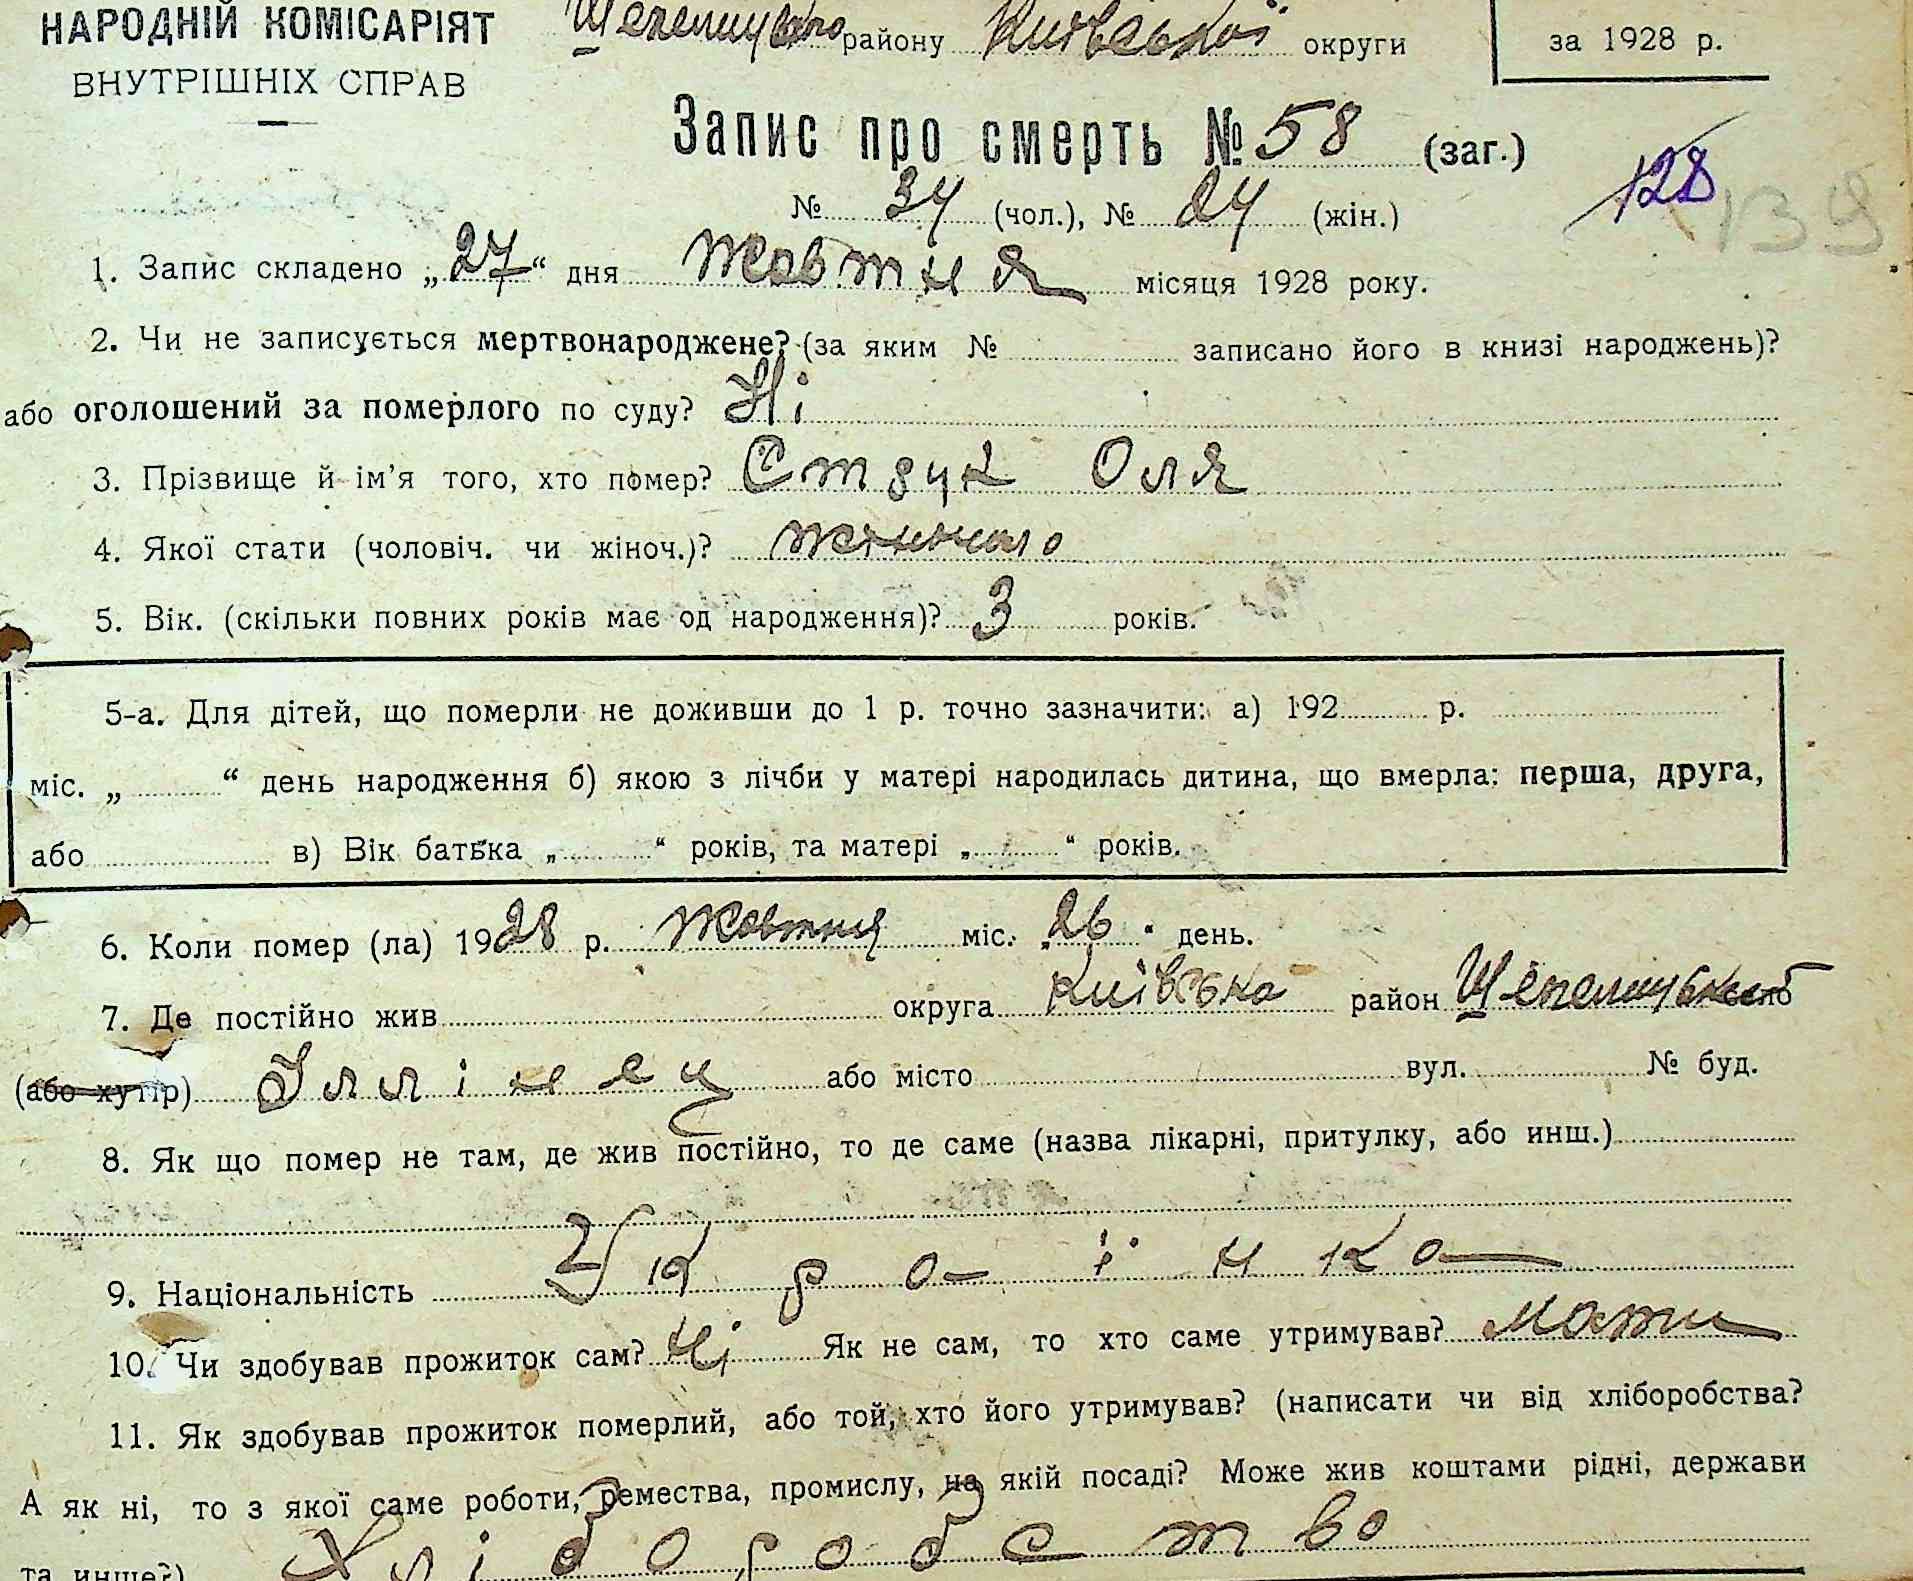 НАРОДНІЙ КОМІСАРІЯТ
ВНУТРІШНІХ СПРАВ
району Київської округи
за 1928 р.
Запис про смерть № 58 (заг.)
128 139
№ 34 (чол.), № 24 (жін.)
1. Запис складено „27“ дня Жовтня місяця 1928 року.
2. Чи не записується мертвонароджене? (за яким № записано його в книзі народжень)?
або оголошений за померлого по суду? Ні
3. Прізвище й ім’я того, хто помер? Оля
4. Якої стати (чоловіч. чи жіноч.)? жіночого
5. Вік. (скільки повних років має од народження)? 3 років.
5-а. Для дітей, що померли не доживши до 1 р. точно зазначити: а) 192 р.
міс. „ “ день народження б) якою з лічби у матері народилась дитина, що вмерла: перша, друга,
або в) Вік батька „ “ років, та матері „ “ років.
6. Коли помер (ла) 1928 р. Жовтня міс. „26“ день.
7. Де постійно жив округа Київська район
(або хутір) Іллінец або місто вул. № буд.
8. Як що помер не там, де жив постійно, то де саме (назва лікарні, притулку, або инш.)
9. Національність Украінка
10. Чи здобував прожиток сам? Ні Як не сам, то хто саме утримував? мати
11. Як здобував прожиток померлий, або той, хто його утримував? (написати чи від хліборобства?
А як ні, то з якої саме роботи, ремества, промислу, на якій посаді? Може жив коштами рідні, держави
та инше?) Хліборобство